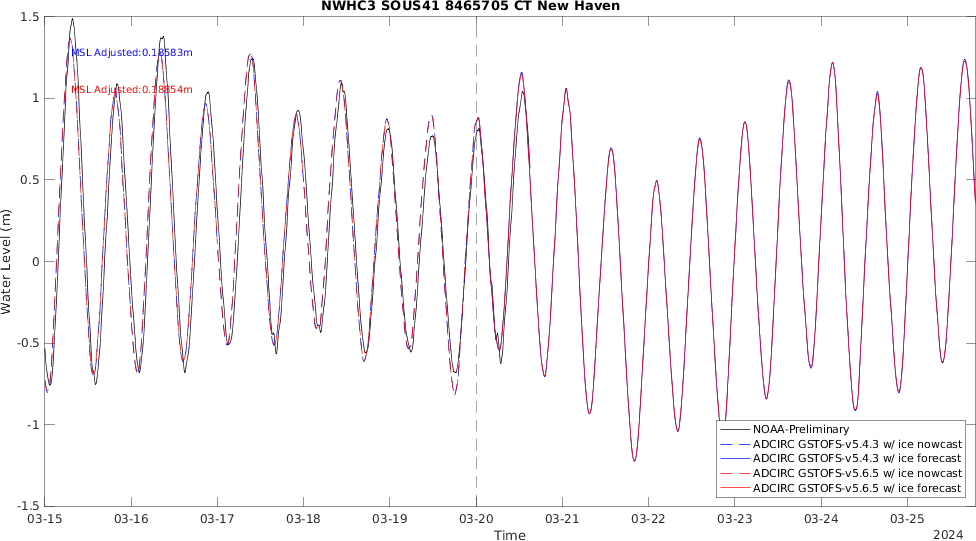 NWHC3 SOUS41 8465705 CT New Haven
Water Level (m)
1.5
1
0.5
0
-0.5
-1
-1.5
MSL Adjusted:0.18583m
MSL Adjusted:0.18854m
NOAA-Preliminary
ADCIRC GSTOFS-v5.4.3 w/ ice nowcast
ADCIRC GSTOFS-v5.4.3 w/ ice forecast
ADCIRC GSTOFS-v5.6.5 w/ ice nowcast
ADCIRC GSTOFS-v5.6.5 w/ ice forecast
03-15 03-16 03-17 03-18 03-19 03-20 03-21 03-22 03-23 03-24 03-25
Time
2024